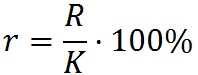 r = R/K · 100%